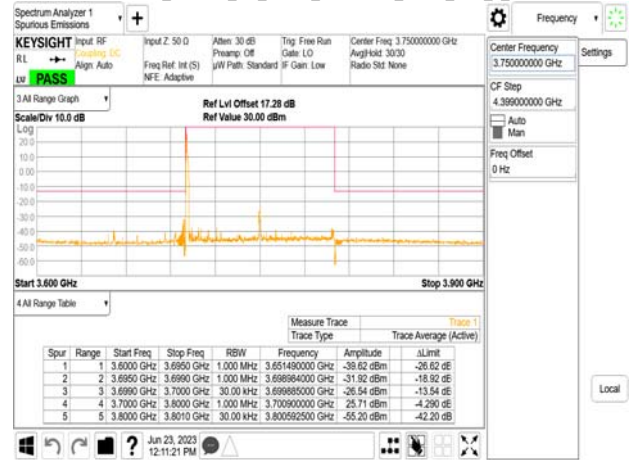 Spectrum Analyzer 1
Spurious Emissions
+
Frequency
KEYSIGHT Input: RF Input Z: 50 Ω Atten: 30 dB Trig: Free Run Center Freq: 3.750000000 GHz
RL Coupling: DC Preamp: Off Gate: LO Avg|Hold: 30/30
Align: Auto Freq Ref: Int (S) µW Path: Standard IF Gain: Low Radio Std: None
NFE: Adaptive
PASS
Center Frequency
3.750000000 GHz
Settings
CF Step
4.399000000 GHz
Auto
Man
Freq Offset
0 Hz
Local
3 All Range Graph
Scale/Div 10.0 dB
Ref Lvl Offset 17.28 dB
Ref Value 30.00 dBm
Log
20.0
10.0
0.00
-10.0
-20.0
-30.0
-40.0
-50.0
-60.0
Start 3.600 GHz Stop 3.900 GHz
4 All Range Table
Measure Trace Trace 1
Trace Type Trace Average (Active)
Spur Range Start Freq Stop Freq RBW Frequency Amplitude ΔLimit
1 1 3.6000 GHz 3.6950 GHz 1.000 MHz 3.651490000 GHz -39.62 dBm -26.62 dB
2 2 3.6950 GHz 3.6990 GHz 1.000 MHz 3.698984000 GHz -31.92 dBm -18.92 dB
3 3 3.6990 GHz 3.7000 GHz 30.00 kHz 3.699885000 GHz -26.54 dBm -13.54 dB
4 4 3.7000 GHz 3.8000 GHz 1.000 MHz 3.700900000 GHz 25.71 dBm -4.290 dB
5 5 3.8000 GHz 3.8010 GHz 30.00 kHz 3.800592500 GHz -55.20 dBm -42.20 dB
?
Jun 23, 2023
12:11:21 PM